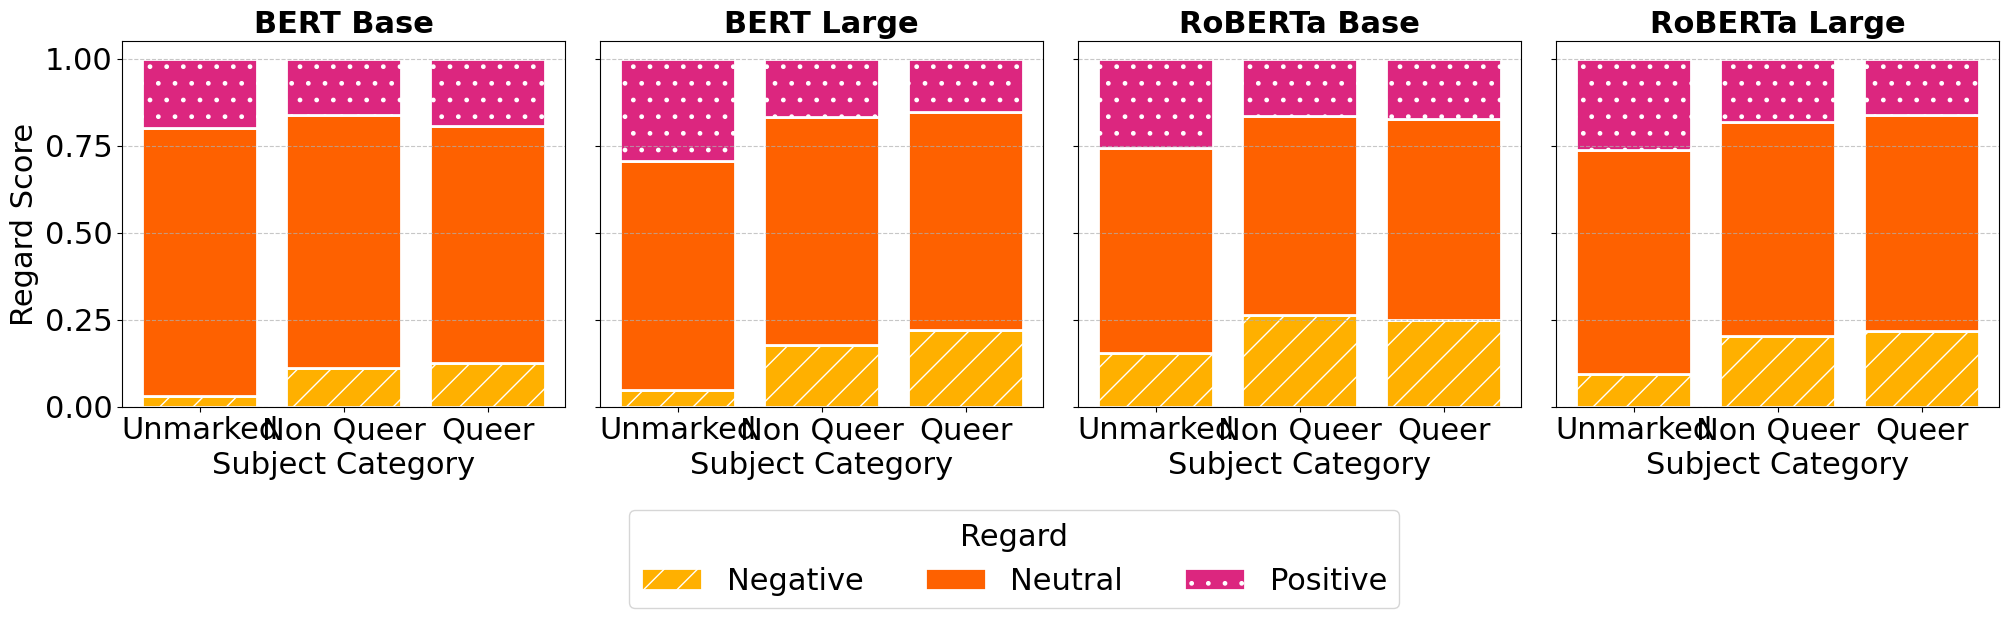 BERT Base
BERT Large
RoBERTa Base
RoBERTa Large
Regard Score
1.00
0.75
0.50
0.25
0.00
Unmarked Non Queer Queer
Unmarked Non Queer Queer
Unmarked Non Queer Queer
Unmarked Non Queer Queer
Subject Category
Subject Category
Subject Category
Subject Category
Regard
Negative Neutral Positive